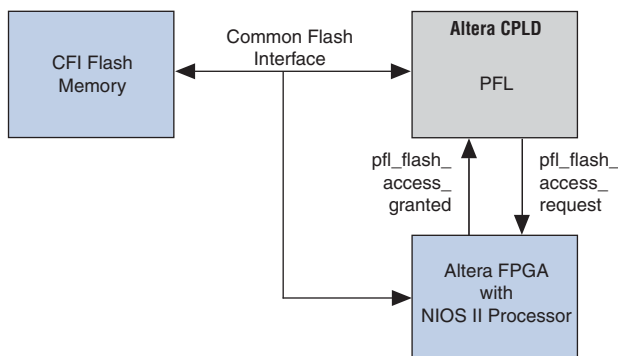 CFI Flash
Memory
Common Flash
Interface
Altera CPLD
PFL
pfl_flash_
access_
granted
pfl_flash_
access_
request
Altera FPGA
with
NIOS II Processor